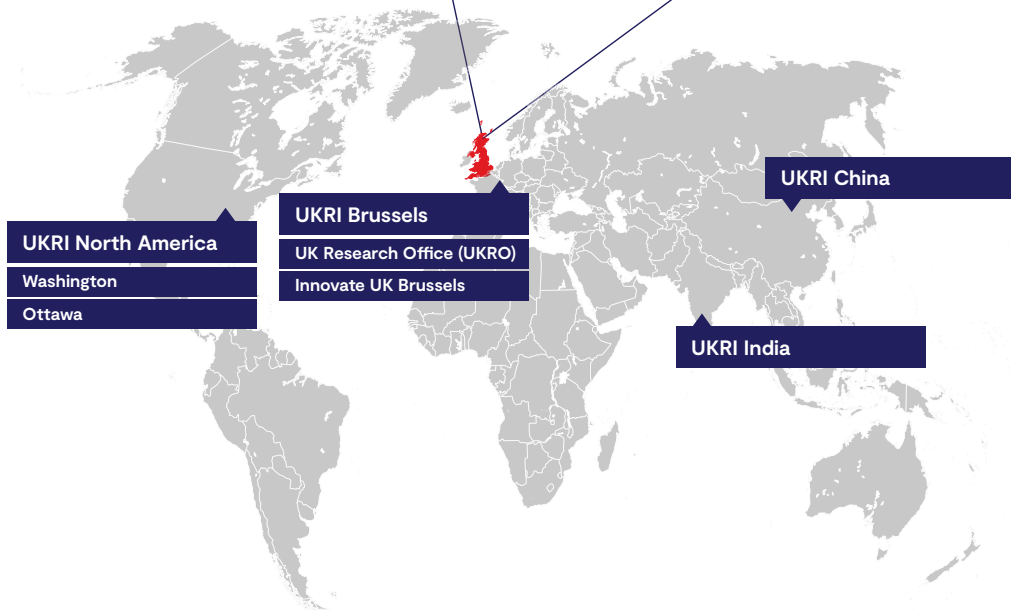 UKRI China
UKRI Brussels
UK Research Office (UKRO)
Innovate UK Brussels
UKRI North America
Washington
Ottawa
UKRI India